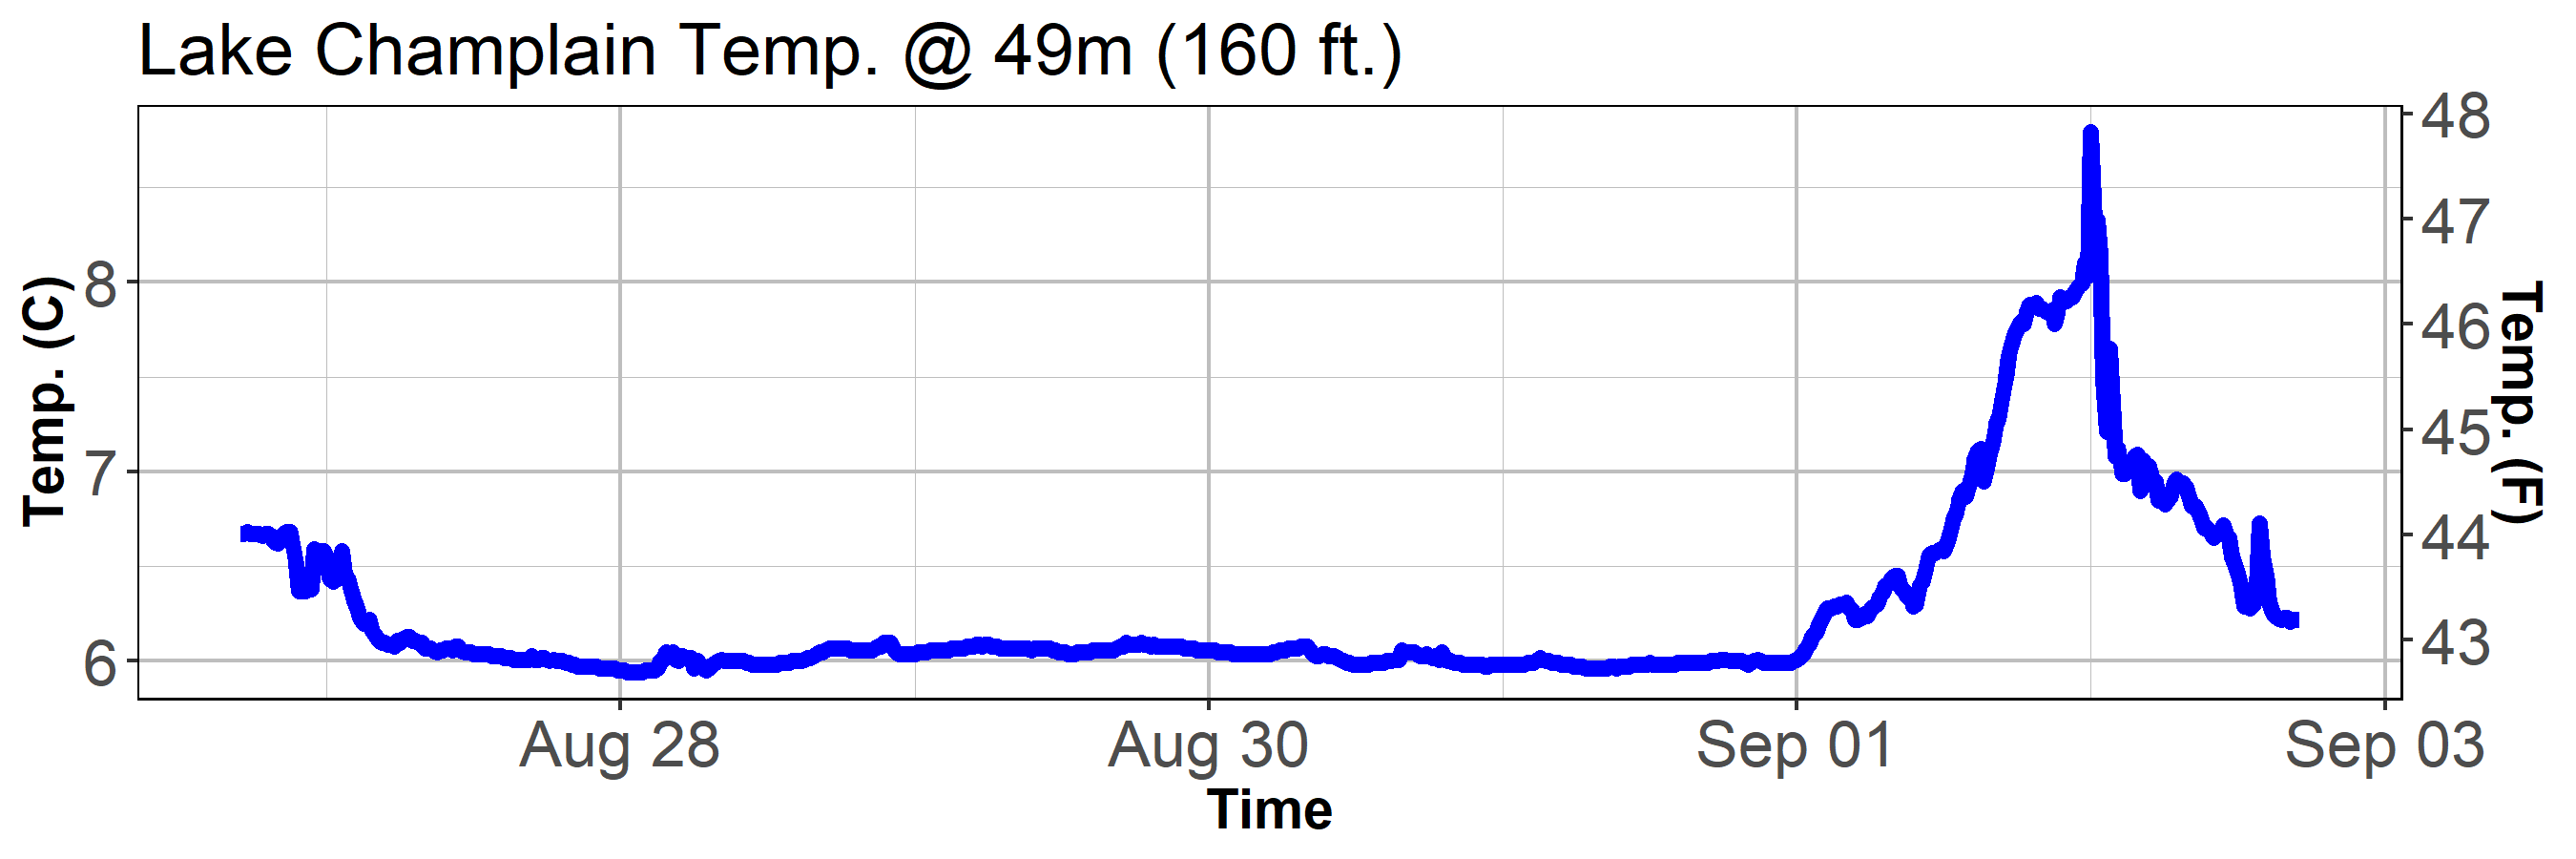 Lake Champlain Temp. @ 49m (160 ft.)
Temp. (C)
8
7
6
48
47
46
45
44
43
Temp. (F)
Aug 28
Aug 30
Sep 01
Sep 03
Time